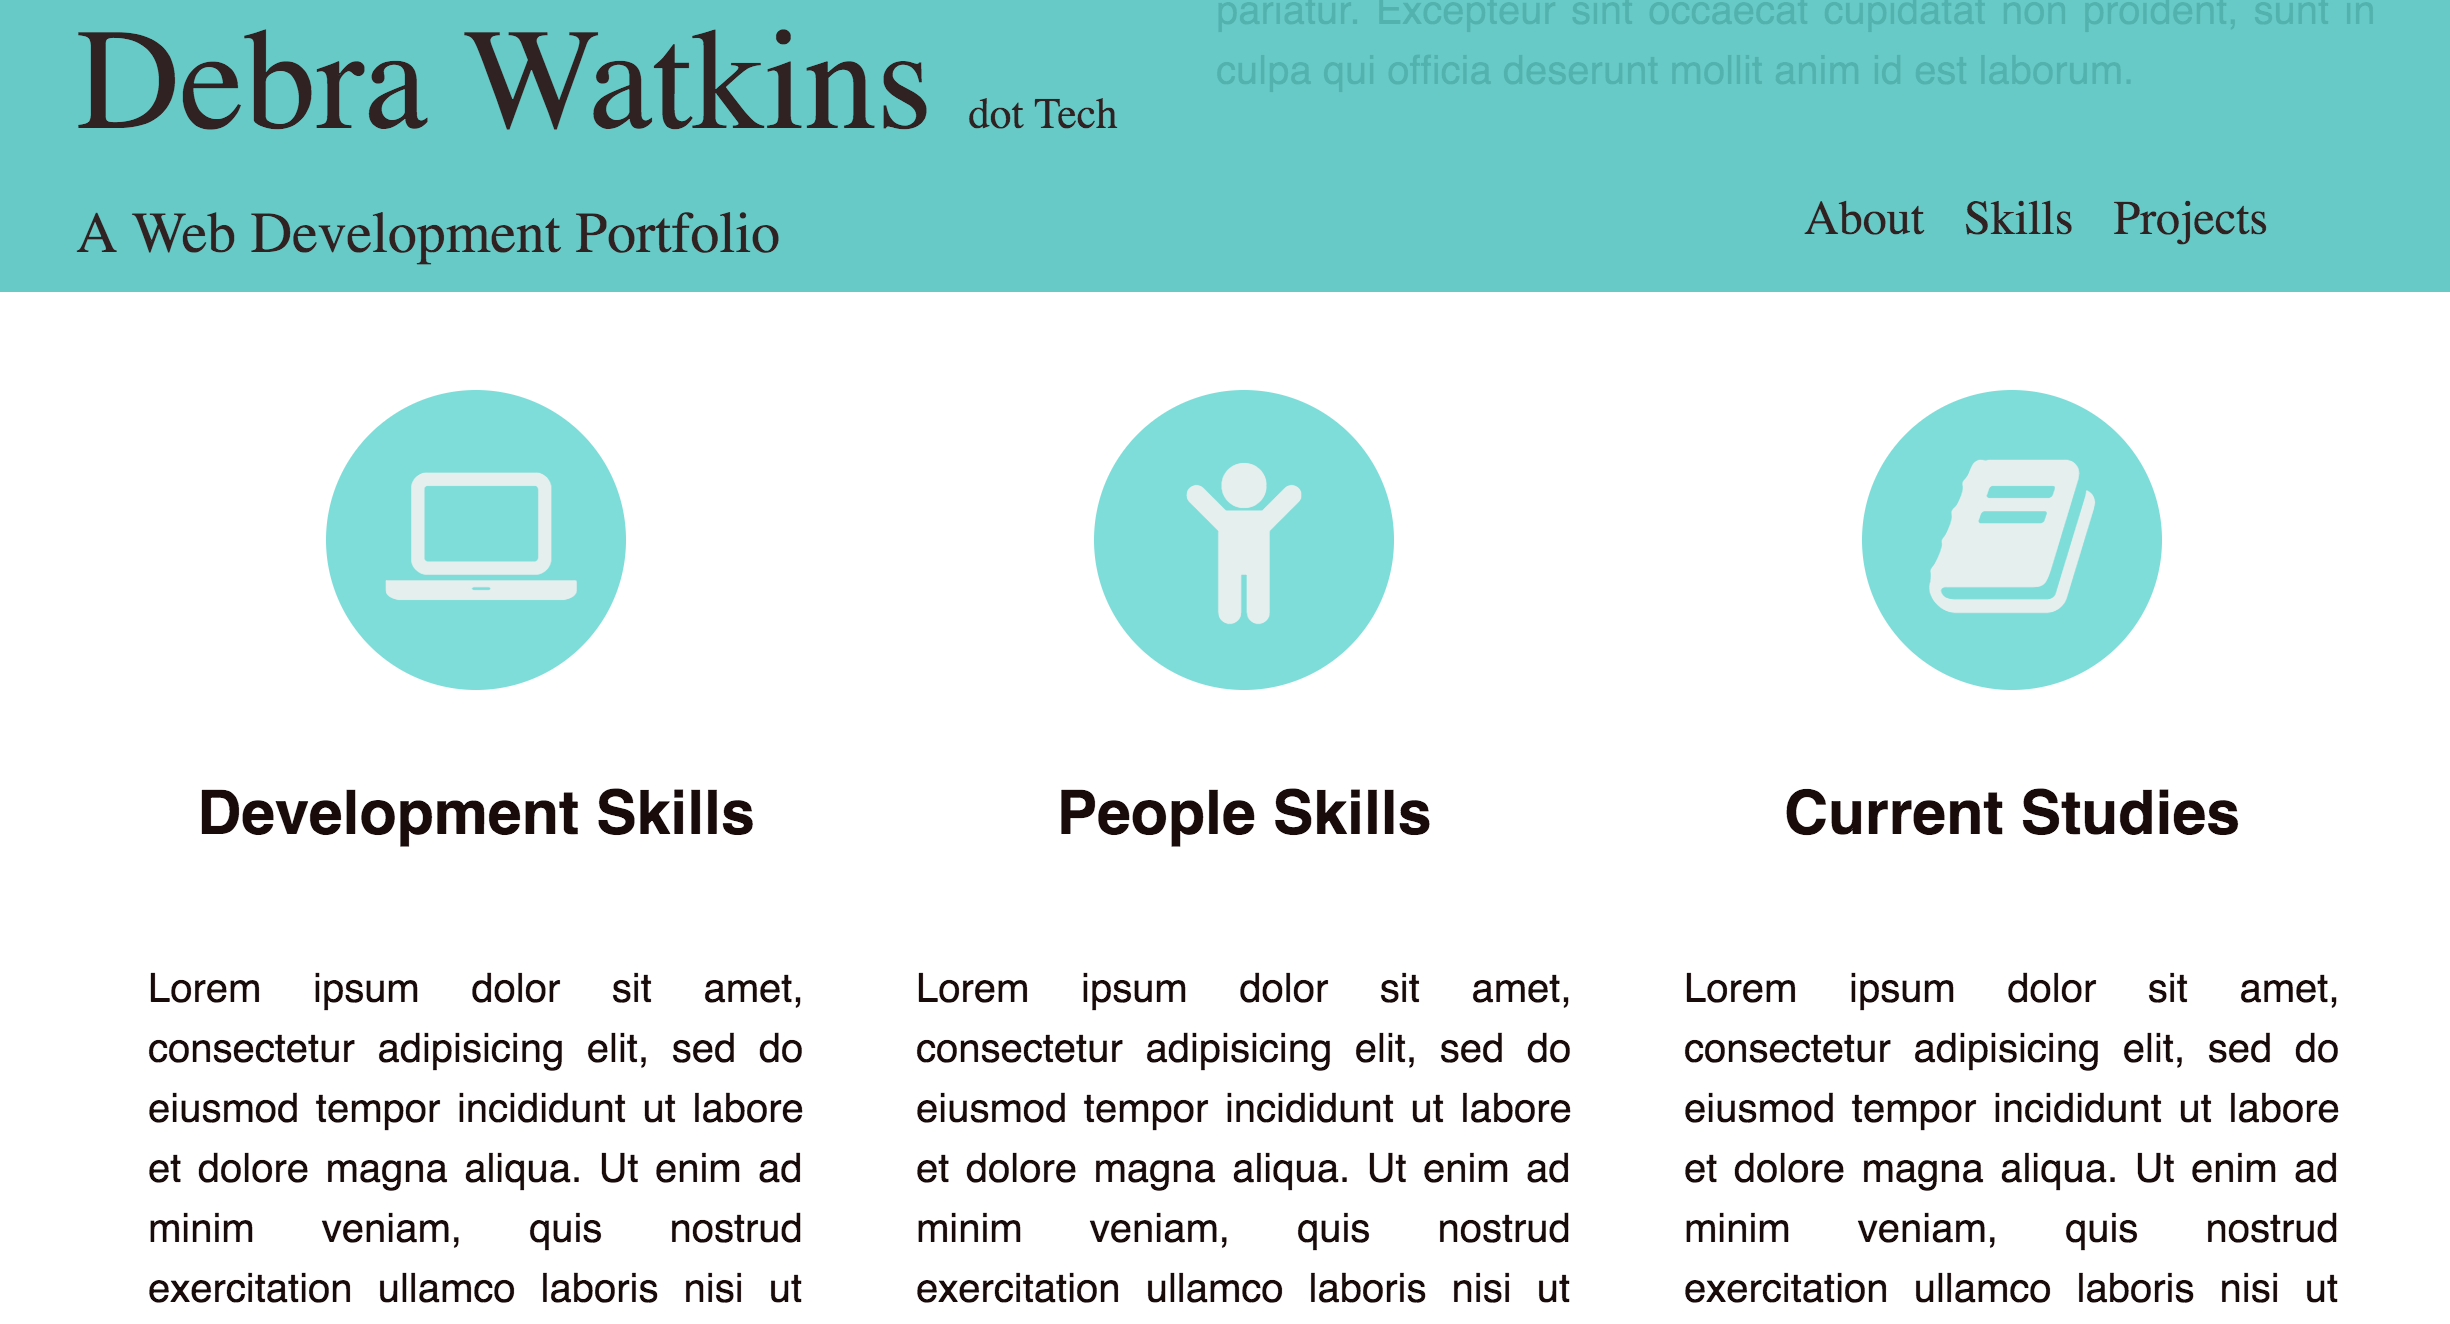 pariatur. Excepteur sint occaecat cupidatat non proident, sunt in
culpa qui officia deserunt mollit anim id est laborum.
Debra Watkins dot Tech
A Web Development Portfolio
About Skills Projects
Development Skills
Lorem ipsum dolor sit amet,
consectetur adipisicing elit, sed do
eiusmod tempor incididunt ut labore
et dolore magna aliqua. Ut enim ad
minim veniam, quis nostrud
exercitation ullamco laboris nisi ut
People Skills
Lorem ipsum dolor sit amet,
consectetur adipisicing elit, sed do
eiusmod tempor incididunt ut labore
et dolore magna aliqua. Ut enim ad
minim veniam, quis nostrud
exercitation ullamco laboris nisi ut
Current Studies
Lorem ipsum dolor sit amet,
consectetur adipisicing elit, sed do
eiusmod tempor incididunt ut labore
et dolore magna aliqua. Ut enim ad
minim veniam, quis nostrud
exercitation ullamco laboris nisi ut